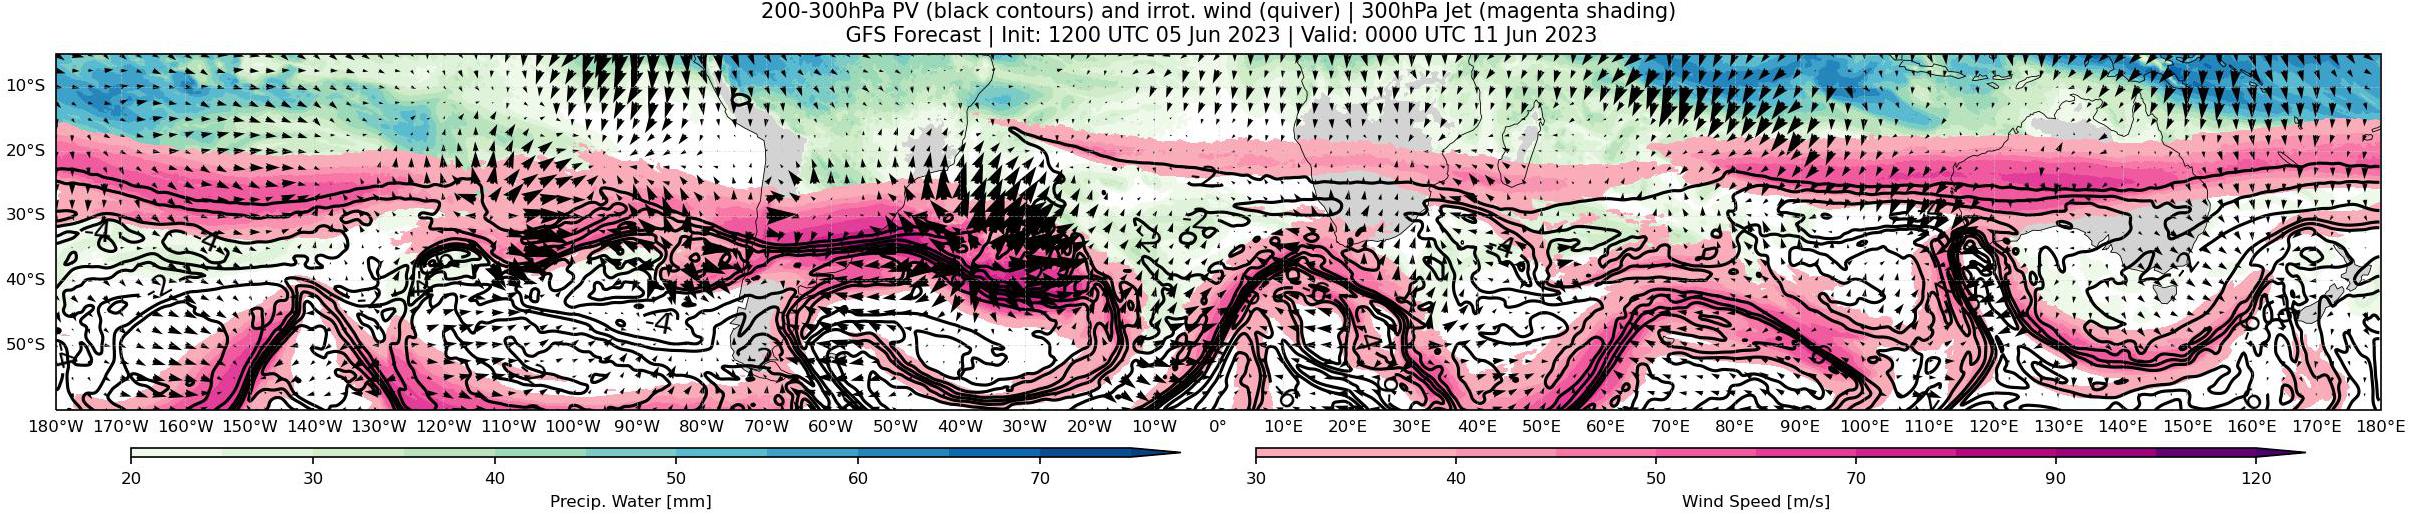 200-300hPa PV (black contours) and irrot. wind (quiver) | 300hPa Jet (magenta shading)
GFS Forecast | Init: 1200 UTC 05 Jun 2023 | Valid: 0000 UTC 11 Jun 2023
10°S
20°S
30°S
40°S
50°S
180°W 170°W 160°W 150°W 140°W 130°W 120°W 110°W 100°W 90°W 80°W 70°W 60°W 50°W 40°W 30°W 20°W 10°W 0° 10°E 20°E 30°E 40°E 50°E 60°E 70°E 80°E 90°E 100°E 110°E 120°E 130°E 140°E 150°E 160°E 170°E 180°E
20 30 40 50 60 70
Precip. Water [mm]
30 40 50 70 90 120
Wind Speed [m/s]